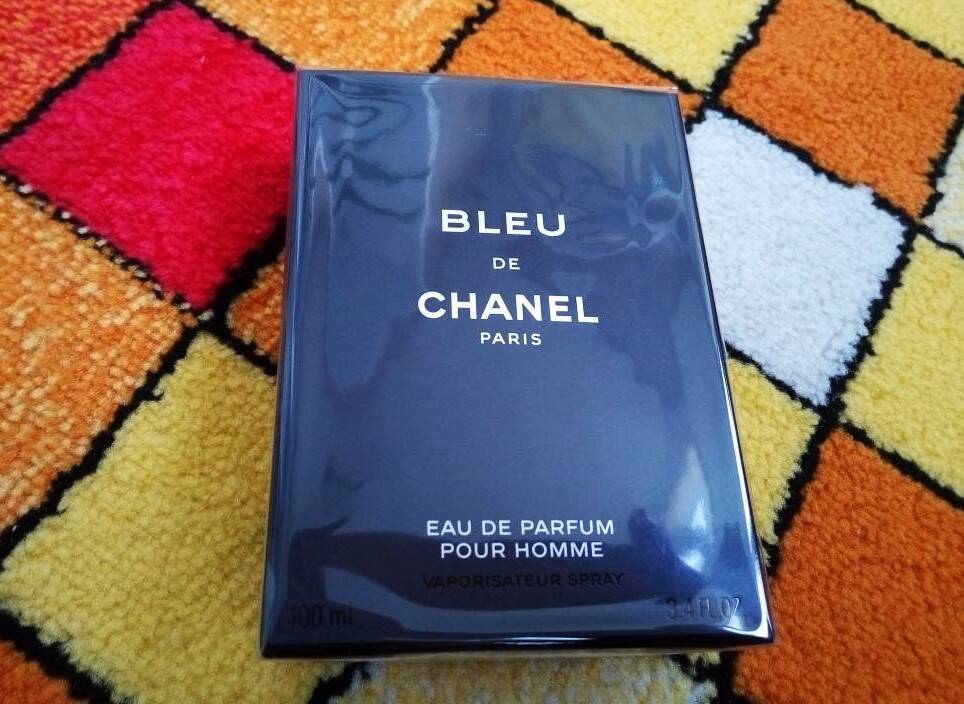 BLEU
DE
CHANEL
PARIS
EAU DE PARFUM
POUR HOMME
VAPORISATEUR SPRAY
100 ml 3.4 FL.OZ.